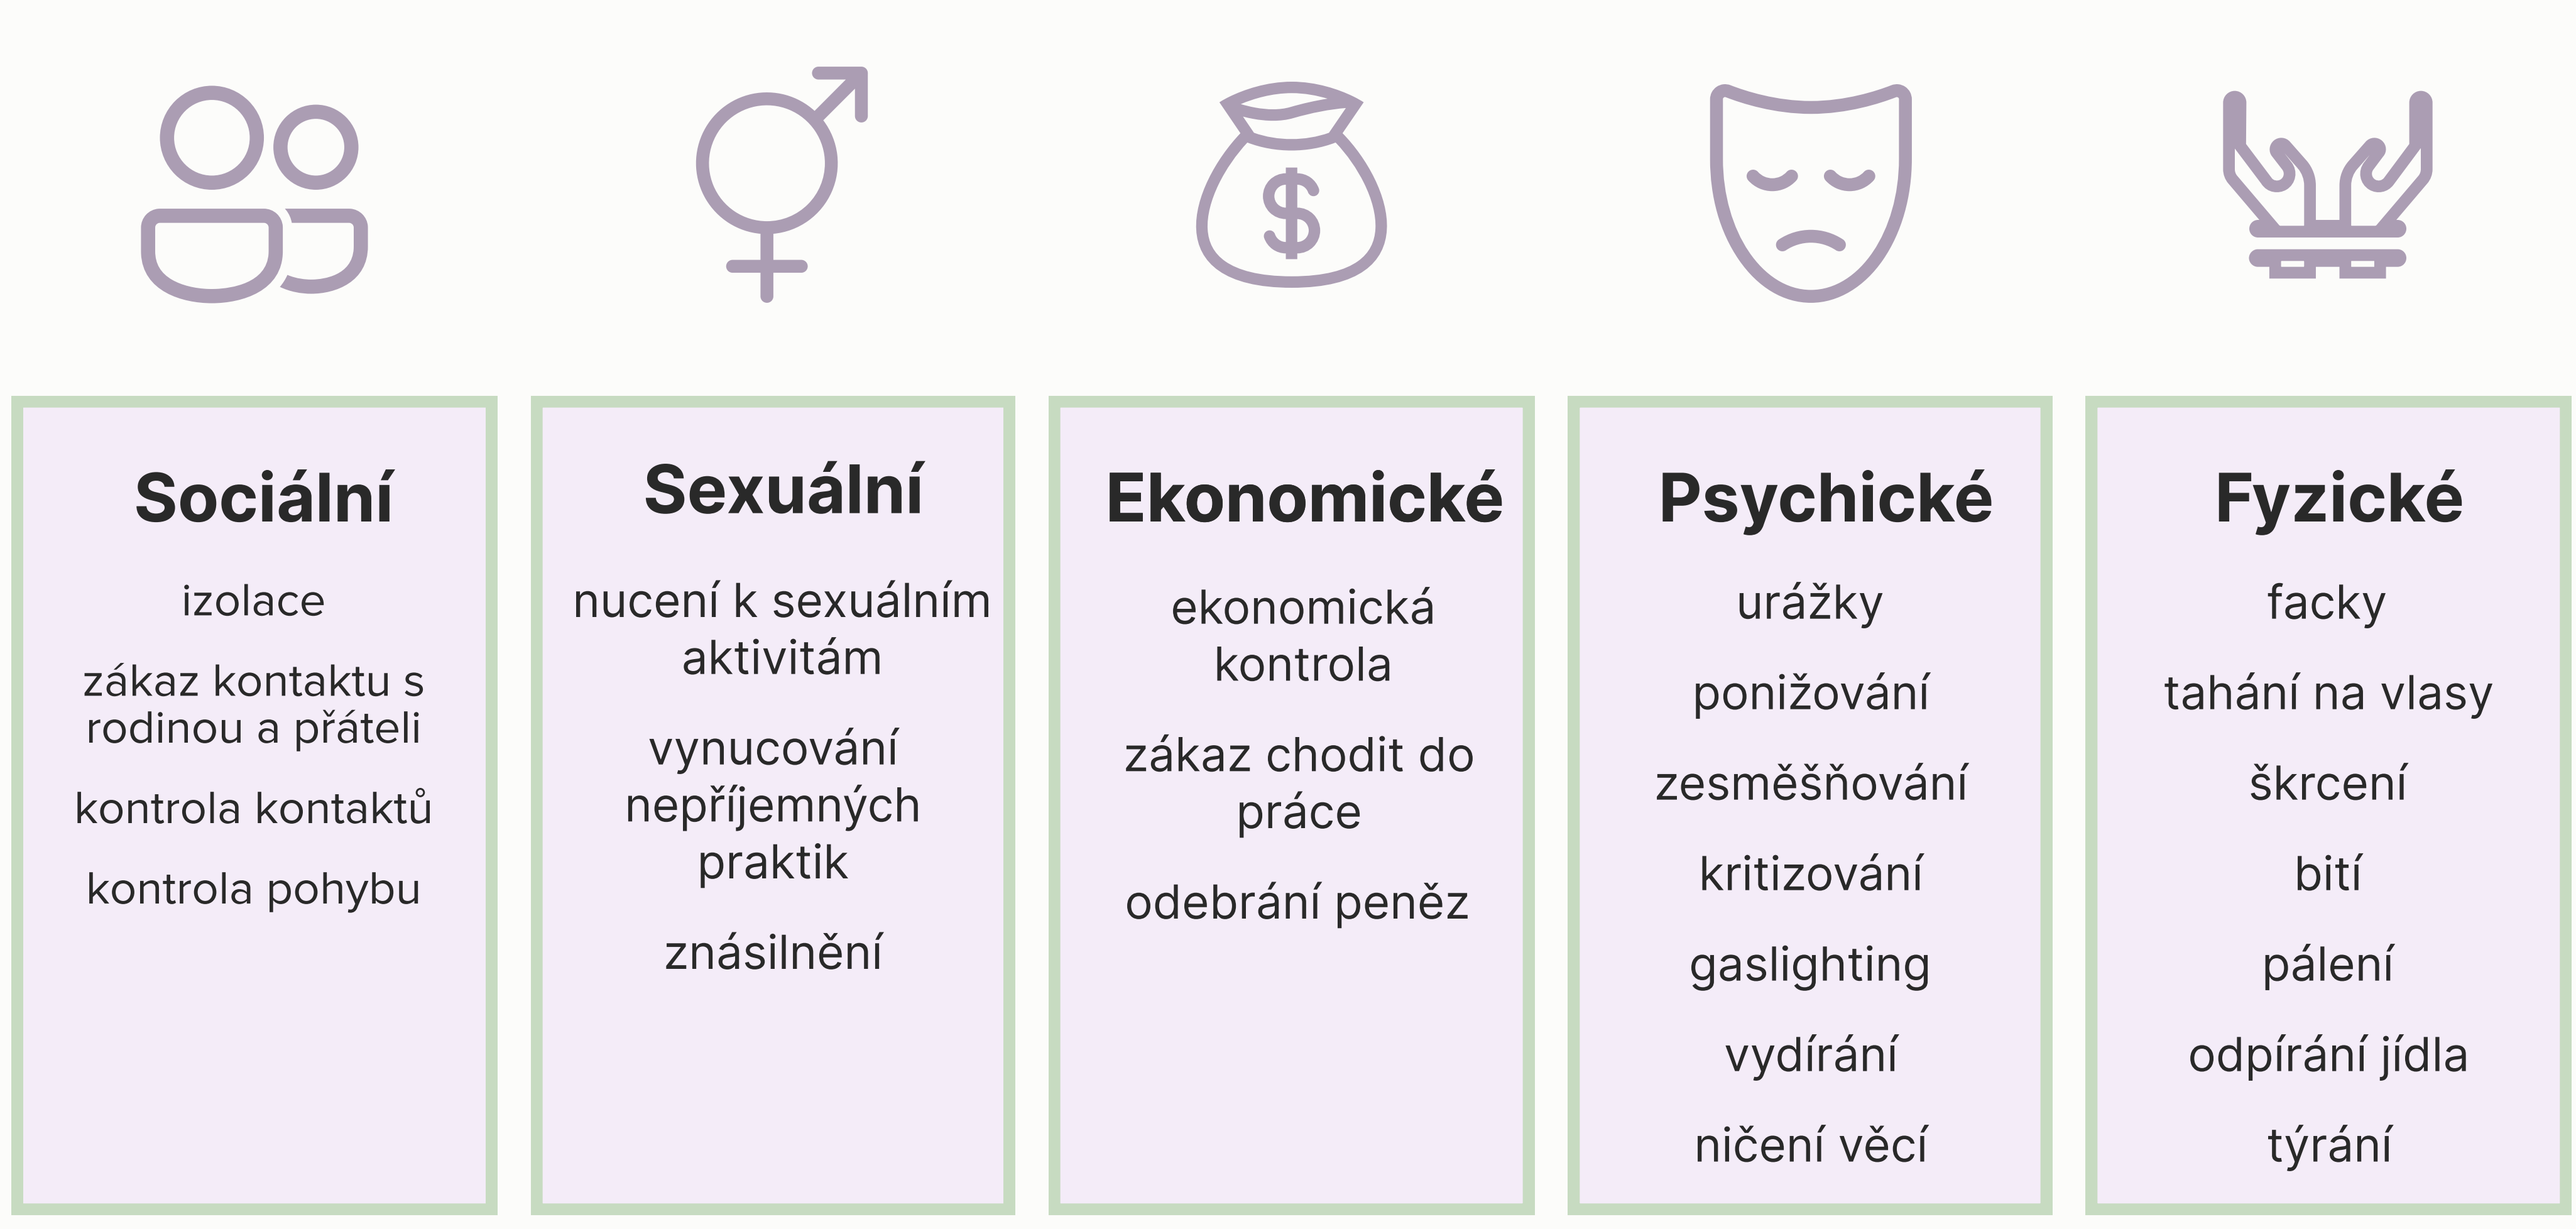 Sociální
izolace
zákaz kontaktu s
rodinou a přáteli
kontrola kontaktů
kontrola pohybu
Sexuální
nucení k sexuálním
aktivitám
vynucování
nepříjemných
praktik
znásilnění
Ekonomické
ekonomická
kontrola
zákaz chodit do
práce
odebrání peněz
Psychické
urážky
ponižování
zesměšňování
kritizování
gaslighting
vydírání
ničení věcí
Fyzické
facky
tahání na vlasy
škrcení
bití
pálení
odpírání jídla
týrání